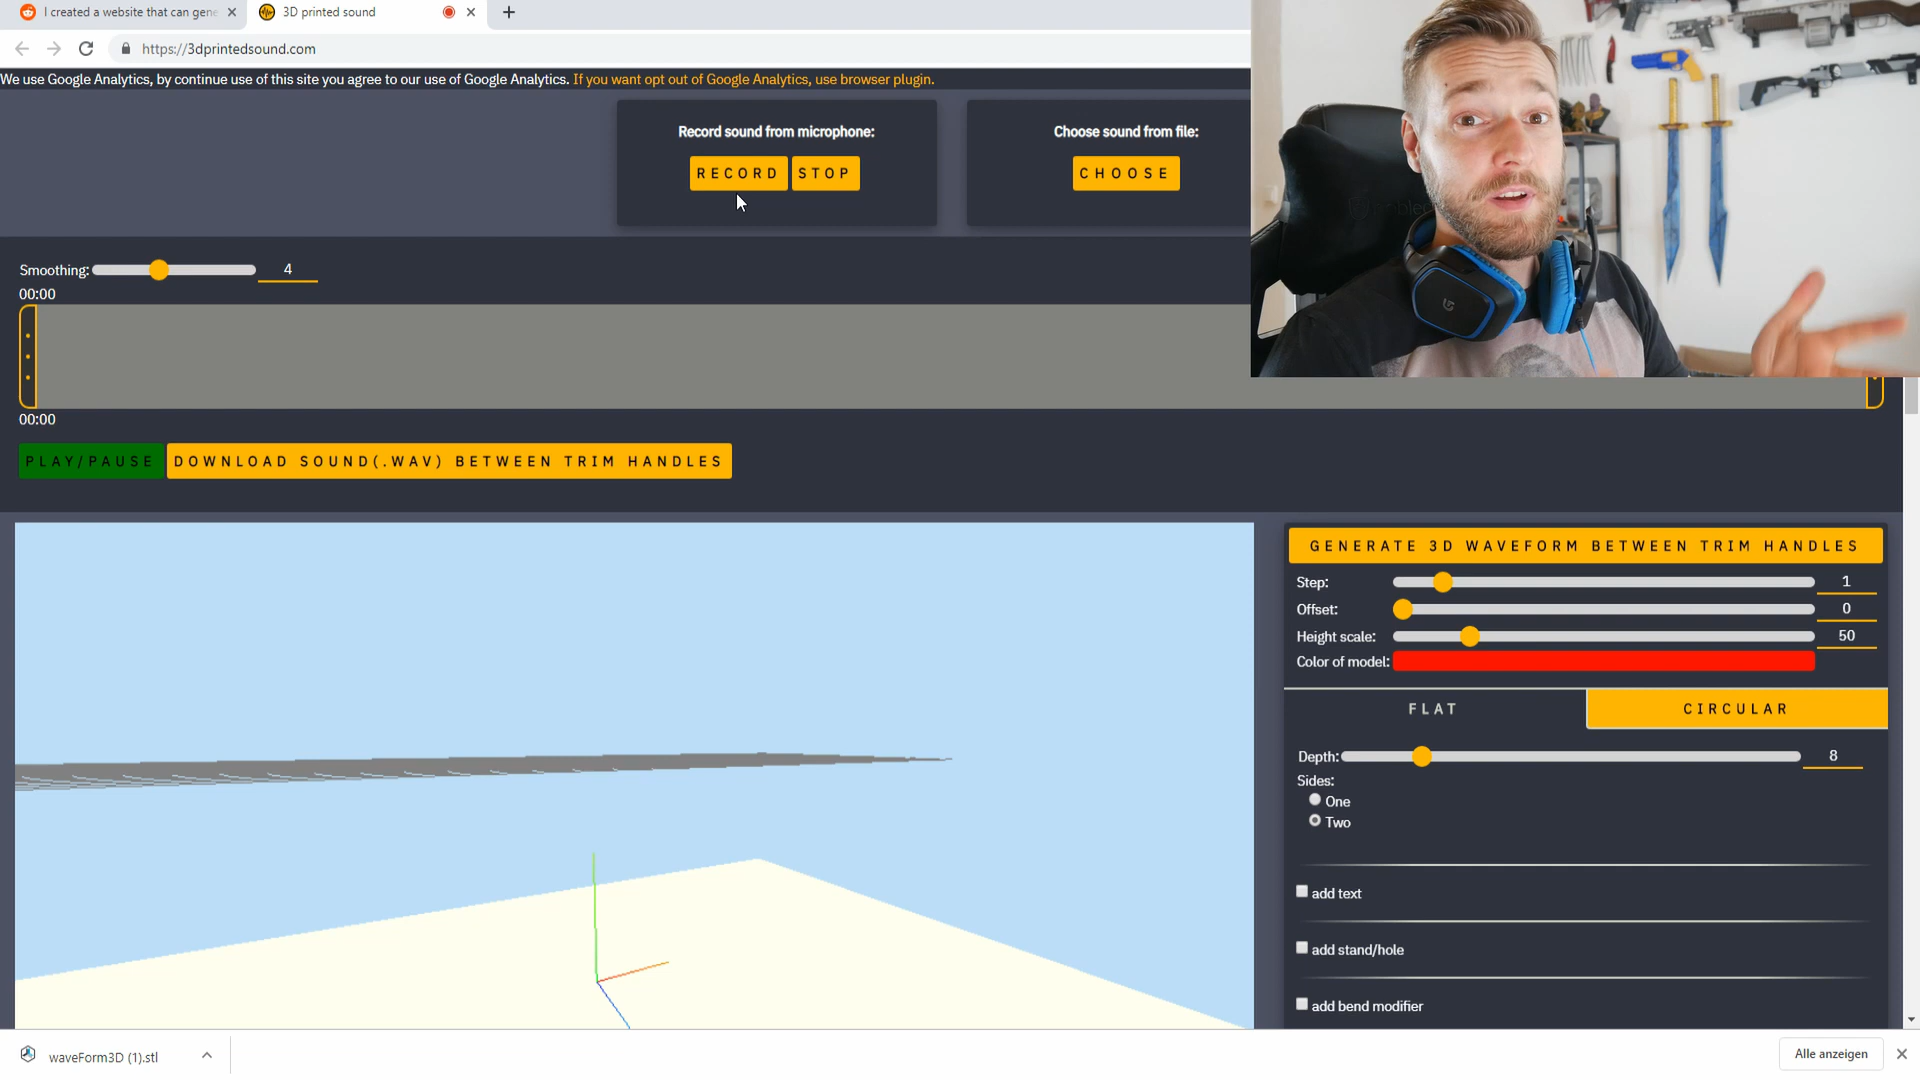 I created a website that can gene
3D printed sound
https://3dprintedsound.com
We use Google Analytics, by continue use of this site you agree to our use of Google Analytics. If you want opt out of Google Analytics, use browser plugin.
Record sound from microphone:
Choose sound from file:
RECORD STOP
CHOOSE
Smoothing: 4
00:00
00:00
PLAY/PAUSE DOWNLOAD SOUND(.WAV) BETWEEN TRIM HANDLES
GENERATE 3D WAVEFORM BETWEEN TRIM HANDLES
Step: 1
Offset: 0
Height scale: 50
Color of model:
FLAT CIRCULAR
Depth: 8
Sides:
One
Two
add text
add stand/hole
add bend modifier
waveForm3D (1).stl
Alle anzeigen